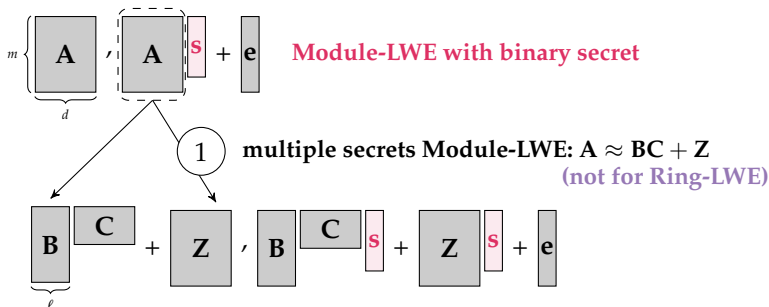 m A , A s + e Module-LWE with binary secret
d
1 multiple secrets Module-LWE: A ≈ BC + Z
(not for Ring-LWE)
B C + Z , B C s + Z s + e
ℓ